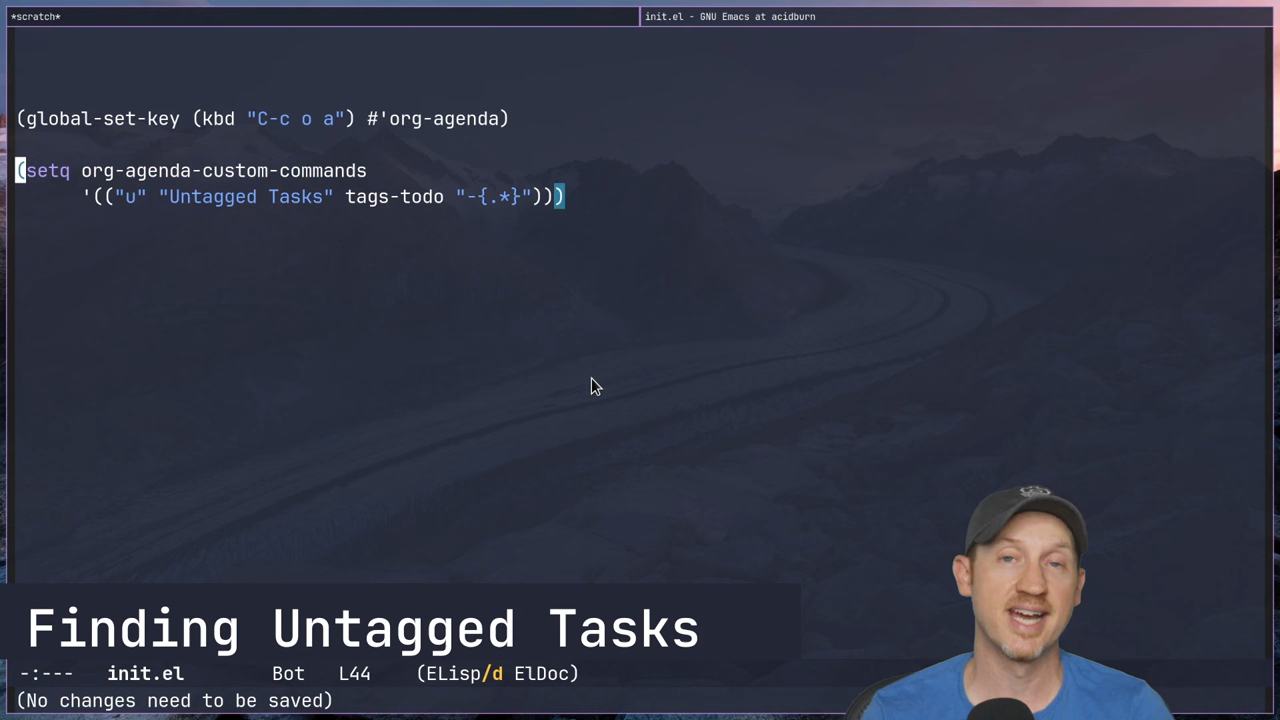 *scratch*
init.el - GNU Emacs at acidburn
(global-set-key (kbd "C-c o a") #'org-agenda)
(setq org-agenda-custom-commands
'(("u" "Untagged Tasks" tags-todo "-{.*}")))
Finding Untagged Tasks
-:--- init.el Bot L44 (ELisp/d ElDoc)
(No changes need to be saved)